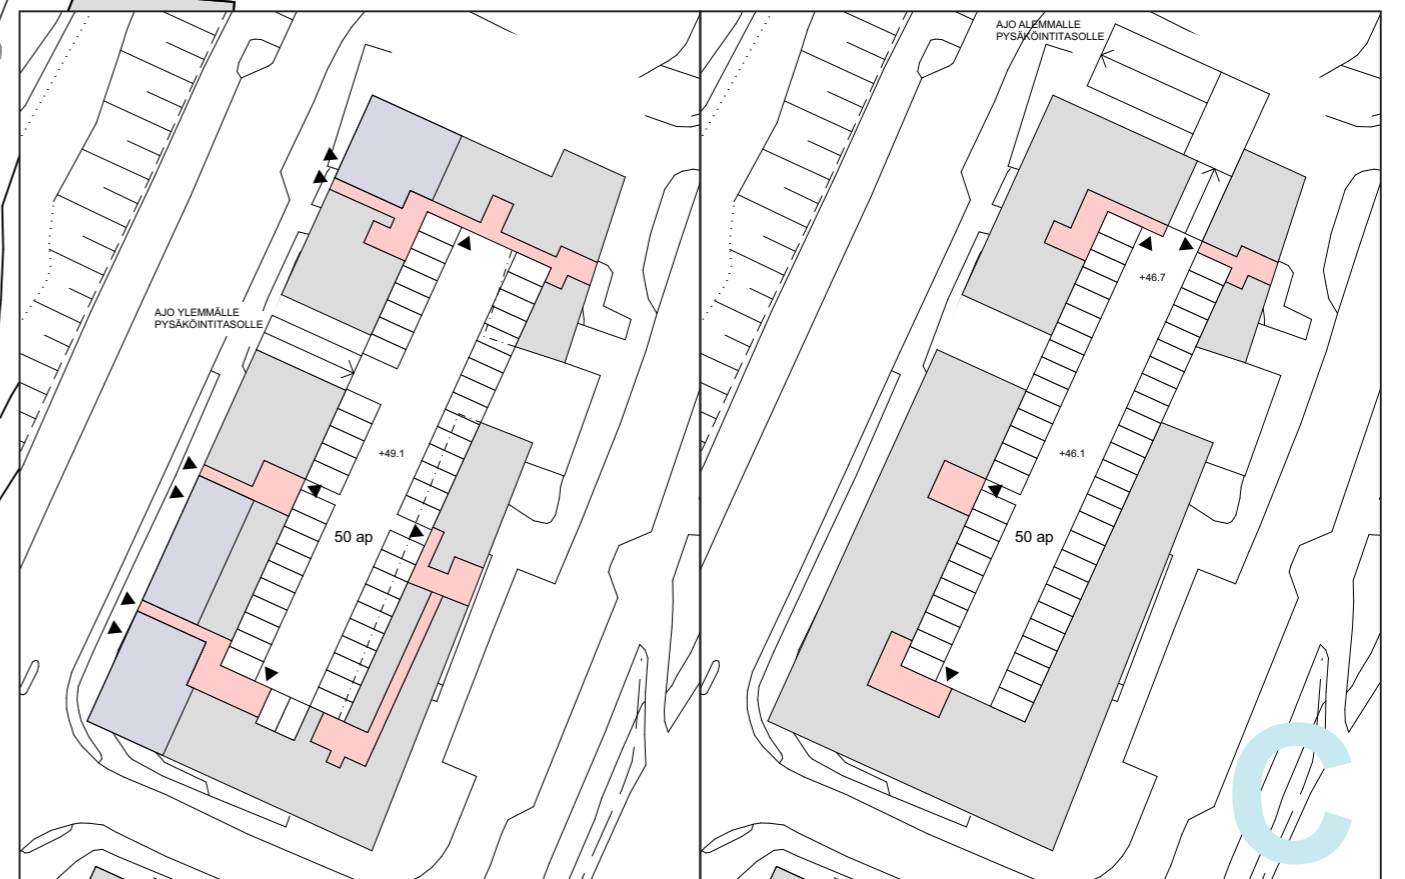 AJO YLEMMÄLLE
PYSÄKÖINTITASOLLE
+49.1
50 ap
AJO ALEMMALLE
PYSÄKÖINTITASOLLE
+46.7
+46.1
50 ap
C